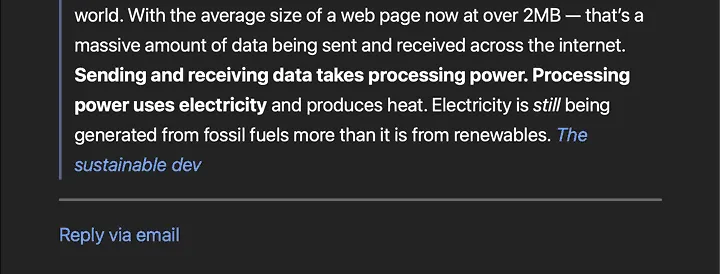 world. With the average size of a web page now at over 2MB — that's a
massive amount of data being sent and received across the internet.
Sending and receiving data takes processing power. Processing
power uses electricity and produces heat. Electricity is still being
generated from fossil fuels more than it is from renewables. The
sustainable dev
Reply via email